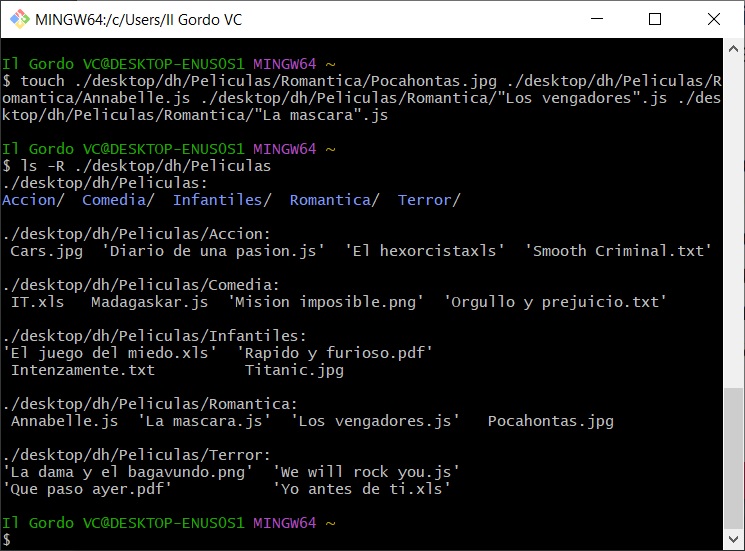 MINGW64:/c/Users/Il Gordo VC
Il Gordo VC@DESKTOP-ENUS0S1 MINGW64 ~
$ touch ./desktop/dh/Peliculas/Romantica/Pocahontas.jpg ./desktop/dh/Peliculas/R
omantica/Annabelle.js ./desktop/dh/Peliculas/Romantica/"Los vengadores".js ./des
ktop/dh/Peliculas/Romantica/"La mascara".js
Il Gordo VC@DESKTOP-ENUS0S1 MINGW64 ~
$ ls -R ./desktop/dh/Peliculas
./desktop/dh/Peliculas:
Accion/  Comedia/  Infantiles/  Romantica/  Terror/
./desktop/dh/Peliculas/Accion:
 Cars.jpg  'Diario de una pasion.js'  'El hexorcistaxls'  'Smooth Criminal.txt'
./desktop/dh/Peliculas/Comedia:
 IT.xls   Madagaskar.js  'Mision imposible.png'  'Orgullo y prejuicio.txt'
./desktop/dh/Peliculas/Infantiles:
'El juego del miedo.xls'  'Rapido y furioso.pdf'
 Intenzamente.txt          Titanic.jpg
./desktop/dh/Peliculas/Romantica:
 Annabelle.js  'La mascara.js'  'Los vengadores.js'   Pocahontas.jpg
./desktop/dh/Peliculas/Terror:
'La dama y el bagavundo.png'  'We will rock you.js'
'Que paso ayer.pdf'           'Yo antes de ti.xls'
Il Gordo VC@DESKTOP-ENUS0S1 MINGW64 ~
$